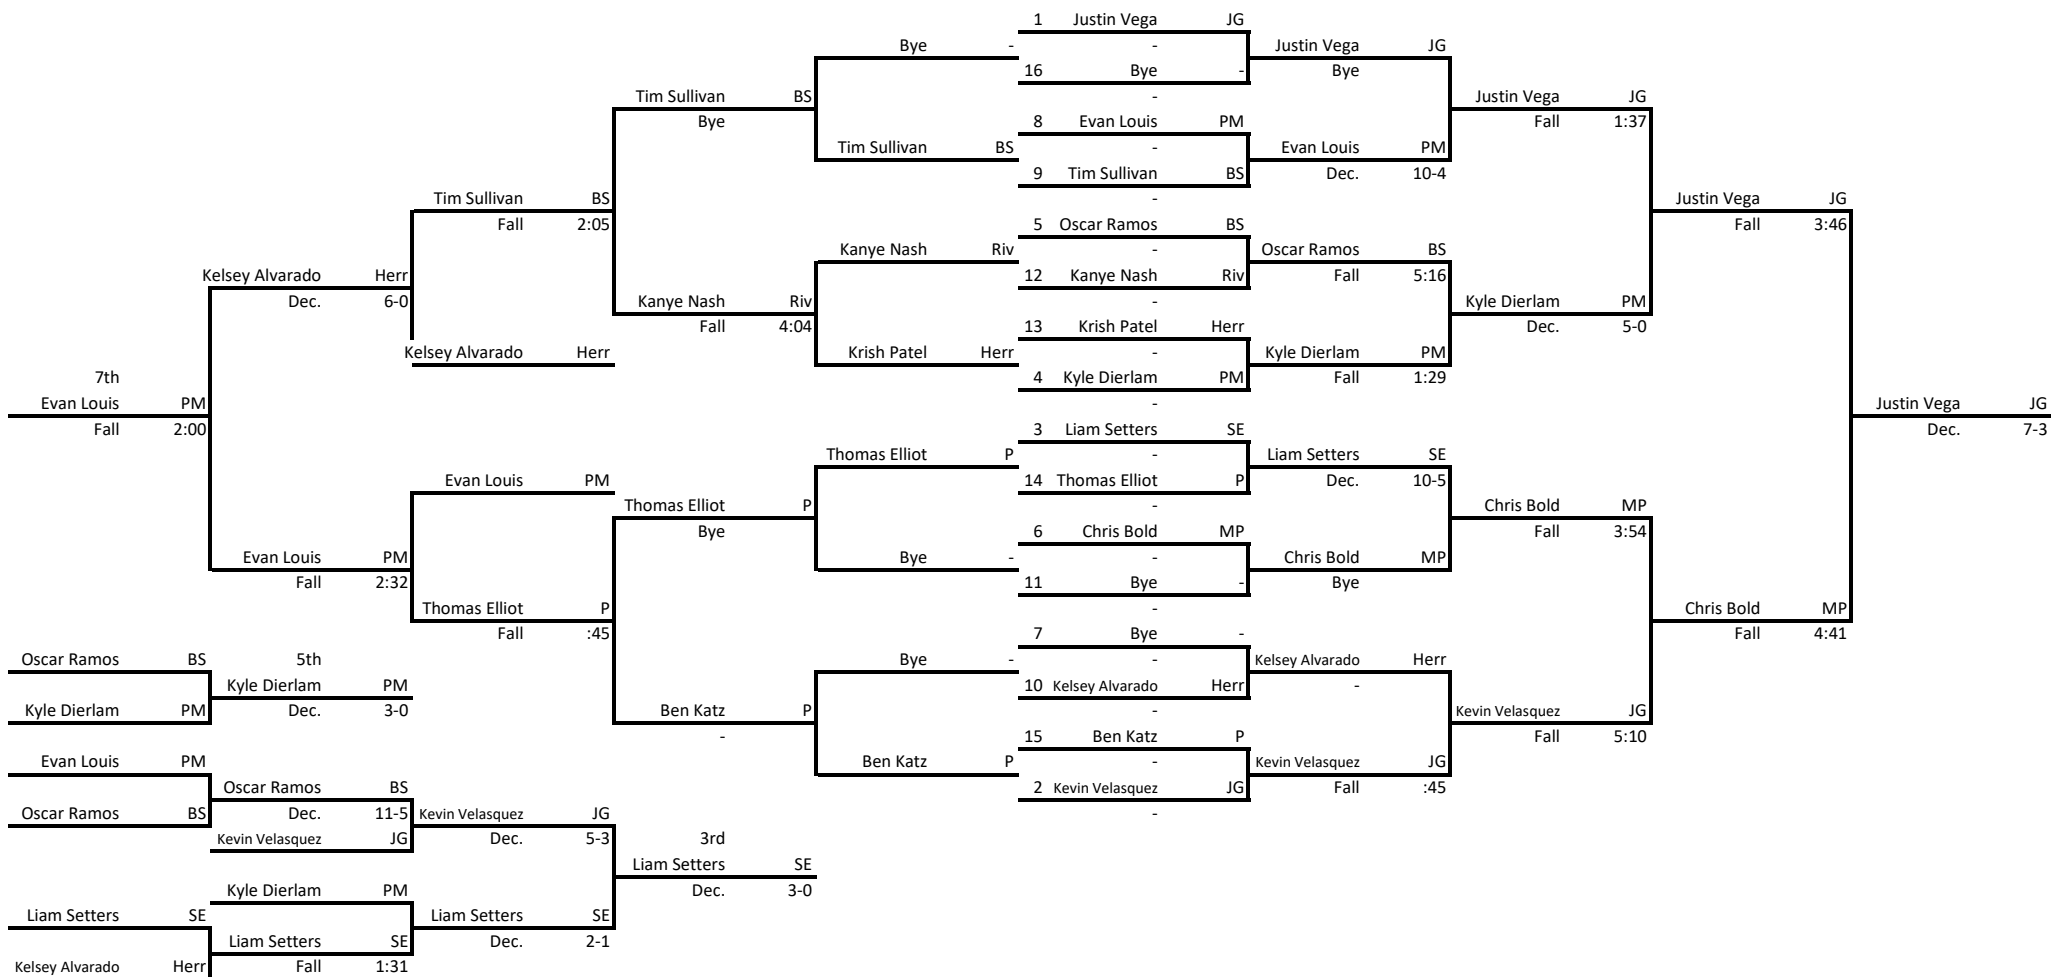 1 Justin Vega JG
Bye - - Justin Vega JG
16 Bye - Bye
Tim Sullivan BS - Justin Vega JG
Bye 8 Evan Louis PM Fall 1:37
Tim Sullivan BS - Evan Louis PM
9 Tim Sullivan BS Dec. 10-4
Tim Sullivan BS - Justin Vega JG
Fall 2:05 5 Oscar Ramos BS Fall 3:46
Kanye Nash Riv - Oscar Ramos BS
Kelsey Alvarado Herr 12 Kanye Nash Riv Fall 5:16
Dec. 6-0 Kanye Nash Riv - Kyle Dierlam PM
Fall 4:04 13 Krish Patel Herr Dec. 5-0
Kelsey Alvarado Herr Krish Patel Herr - Kyle Dierlam PM
7th 4 Kyle Dierlam PM Fall 1:29
Evan Louis PM - Justin Vega JG
Fall 2:00 3 Liam Setters SE Dec. 7-3
Thomas Elliot P - Liam Setters SE
Evan Louis PM 14 Thomas Elliot P Dec. 10-5
Thomas Elliot P - Chris Bold MP
Bye 6 Chris Bold MP Fall 3:54
Evan Louis PM Bye - - Chris Bold MP
Fall 2:32 11 Bye - Bye
Thomas Elliot P - Chris Bold MP
Fall :45 7 Bye - Fall 4:41
Oscar Ramos BS 5th Bye - - Kelsey Alvarado Herr
Kyle Dierlam PM 10 Kelsey Alvarado Herr -
Kyle Dierlam PM Dec. 3-0 Ben Katz P - Kevin Velasquez JG
- 15 Ben Katz P Fall 5:10
Evan Louis PM Ben Katz P - Kevin Velasquez JG
Oscar Ramos BS 2 Kevin Velasquez JG Fall :45
Oscar Ramos BS Dec. 11-5 Kevin Velasquez JG -
Kevin Velasquez JG Dec. 5-3 3rd
Liam Setters SE
Kyle Dierlam PM Dec. 3-0
Liam Setters SE Liam Setters SE
Liam Setters SE Dec. 2-1
Kelsey Alvarado Herr Fall 1:31